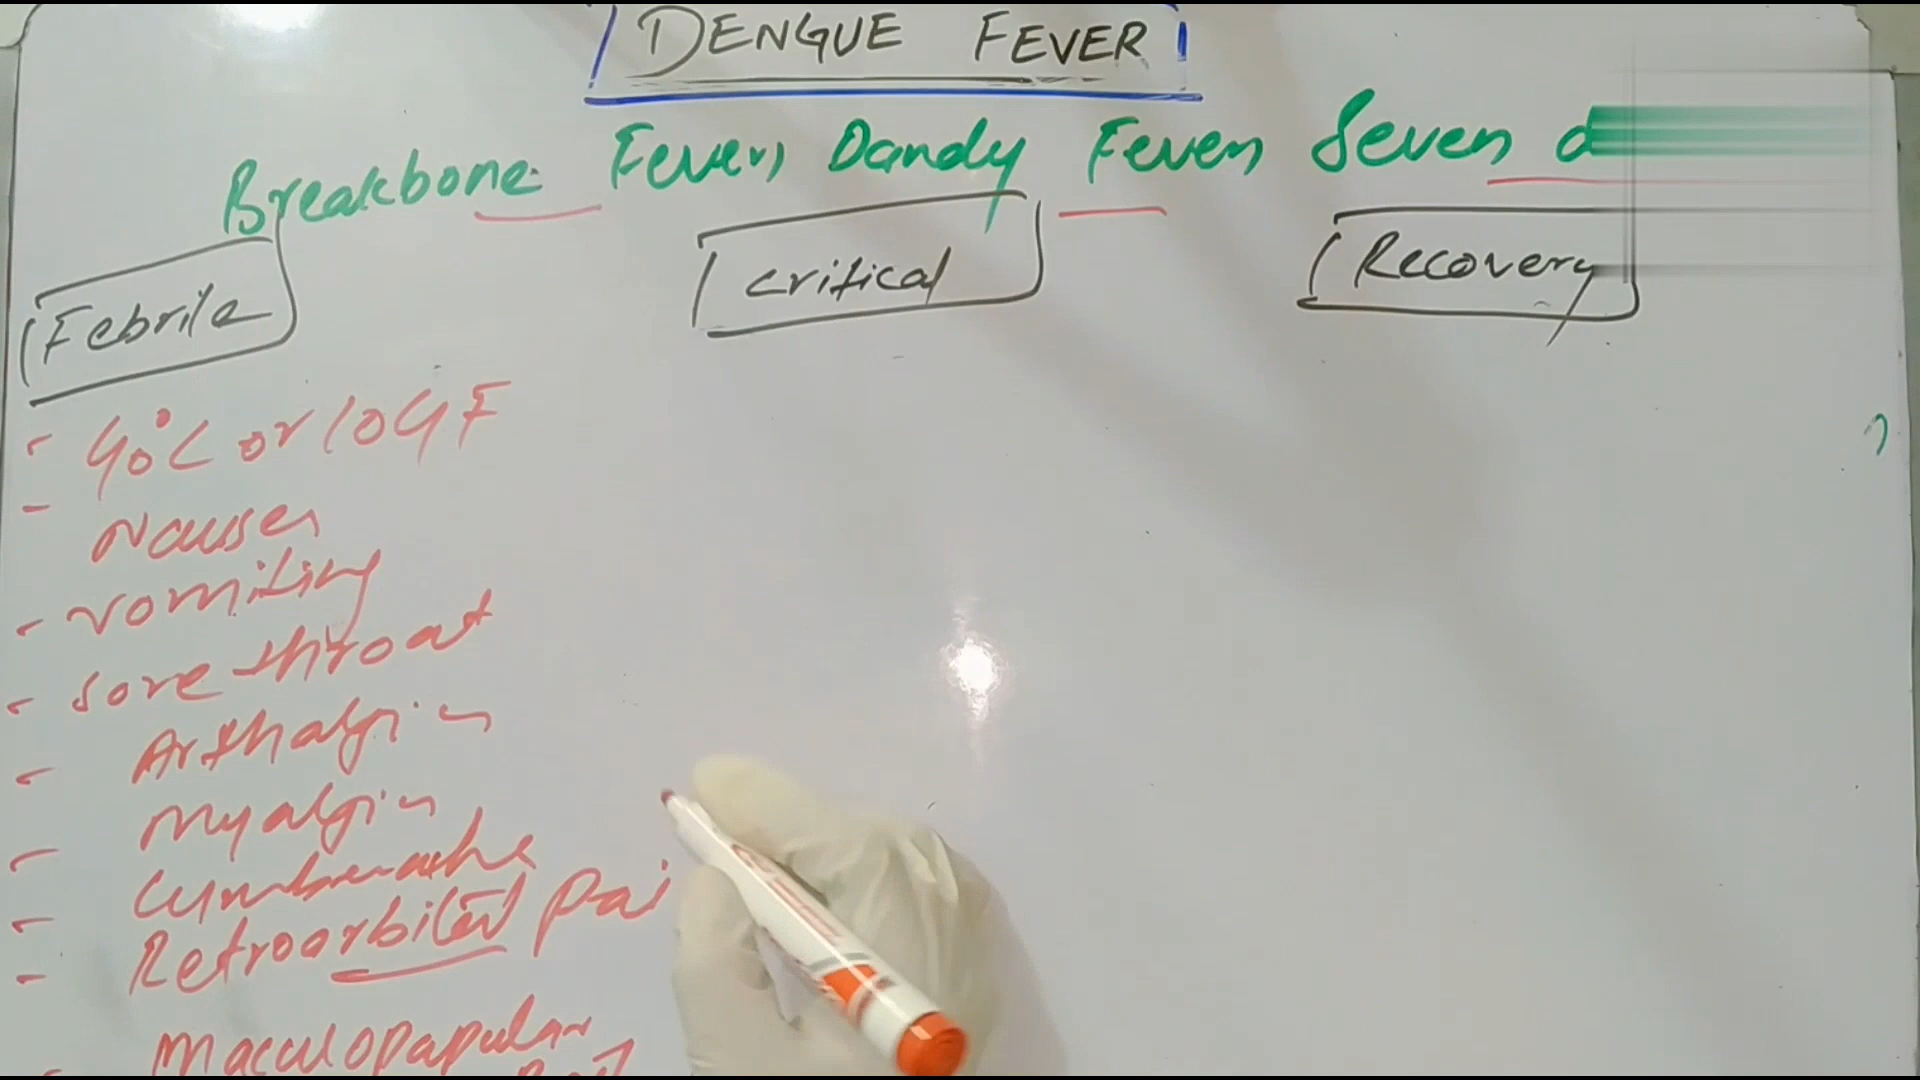 DENGUE FEVER
Breakbone Fever, Dandy Fever, Seven d
Febrile
Critical
Recovery
- 40°C or 104F
- Nausea
- vomiting
- Sore throat
- Arthalgia
- Myalgia
- Retroorbital pai
- Maculopapular